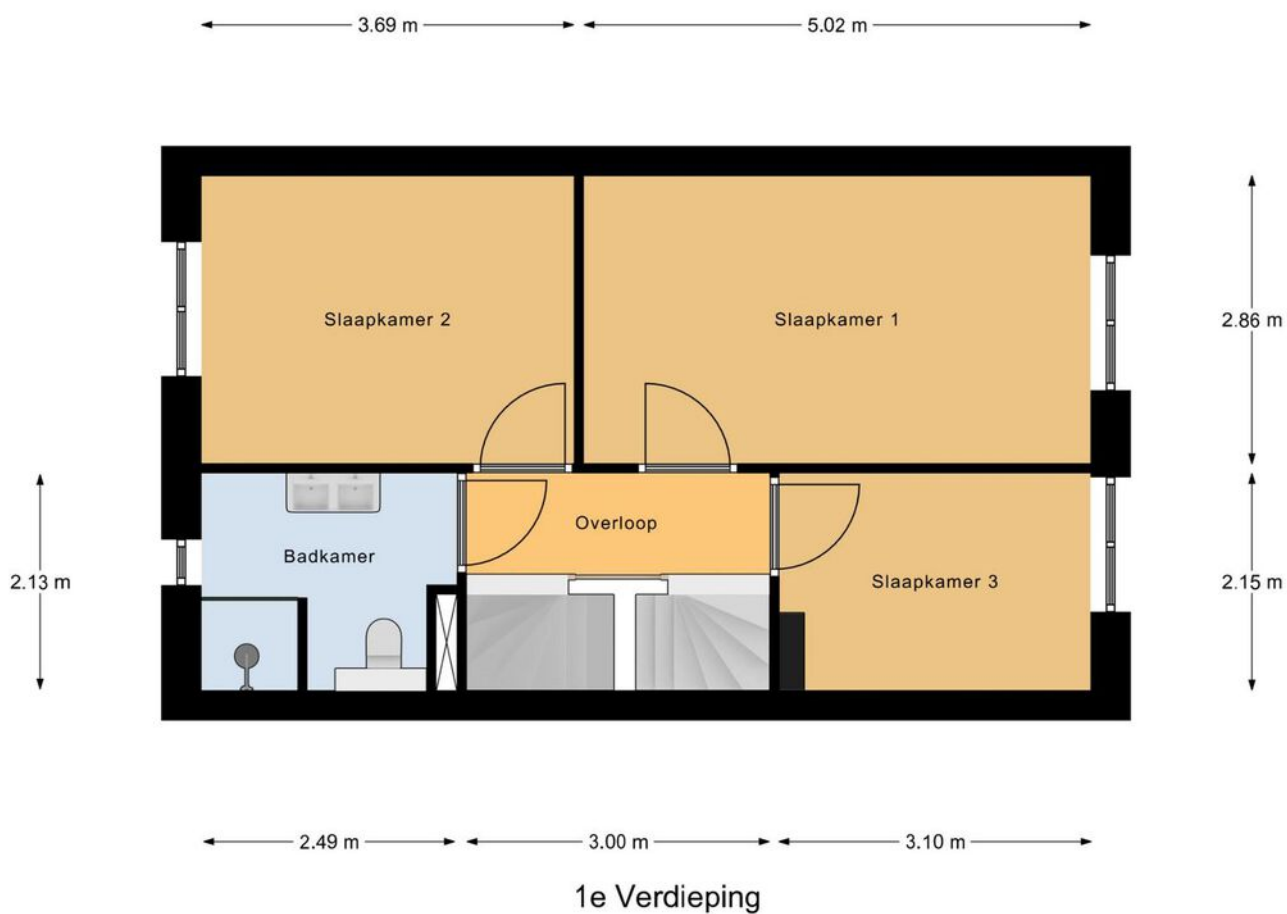 3.69 m
5.02 m
Slaapkamer 2
Slaapkamer 1
2.86 m
Overloop
Badkamer
2.13 m
Slaapkamer 3
2.15 m
2.49 m
3.00 m
3.10 m
1e Verdieping